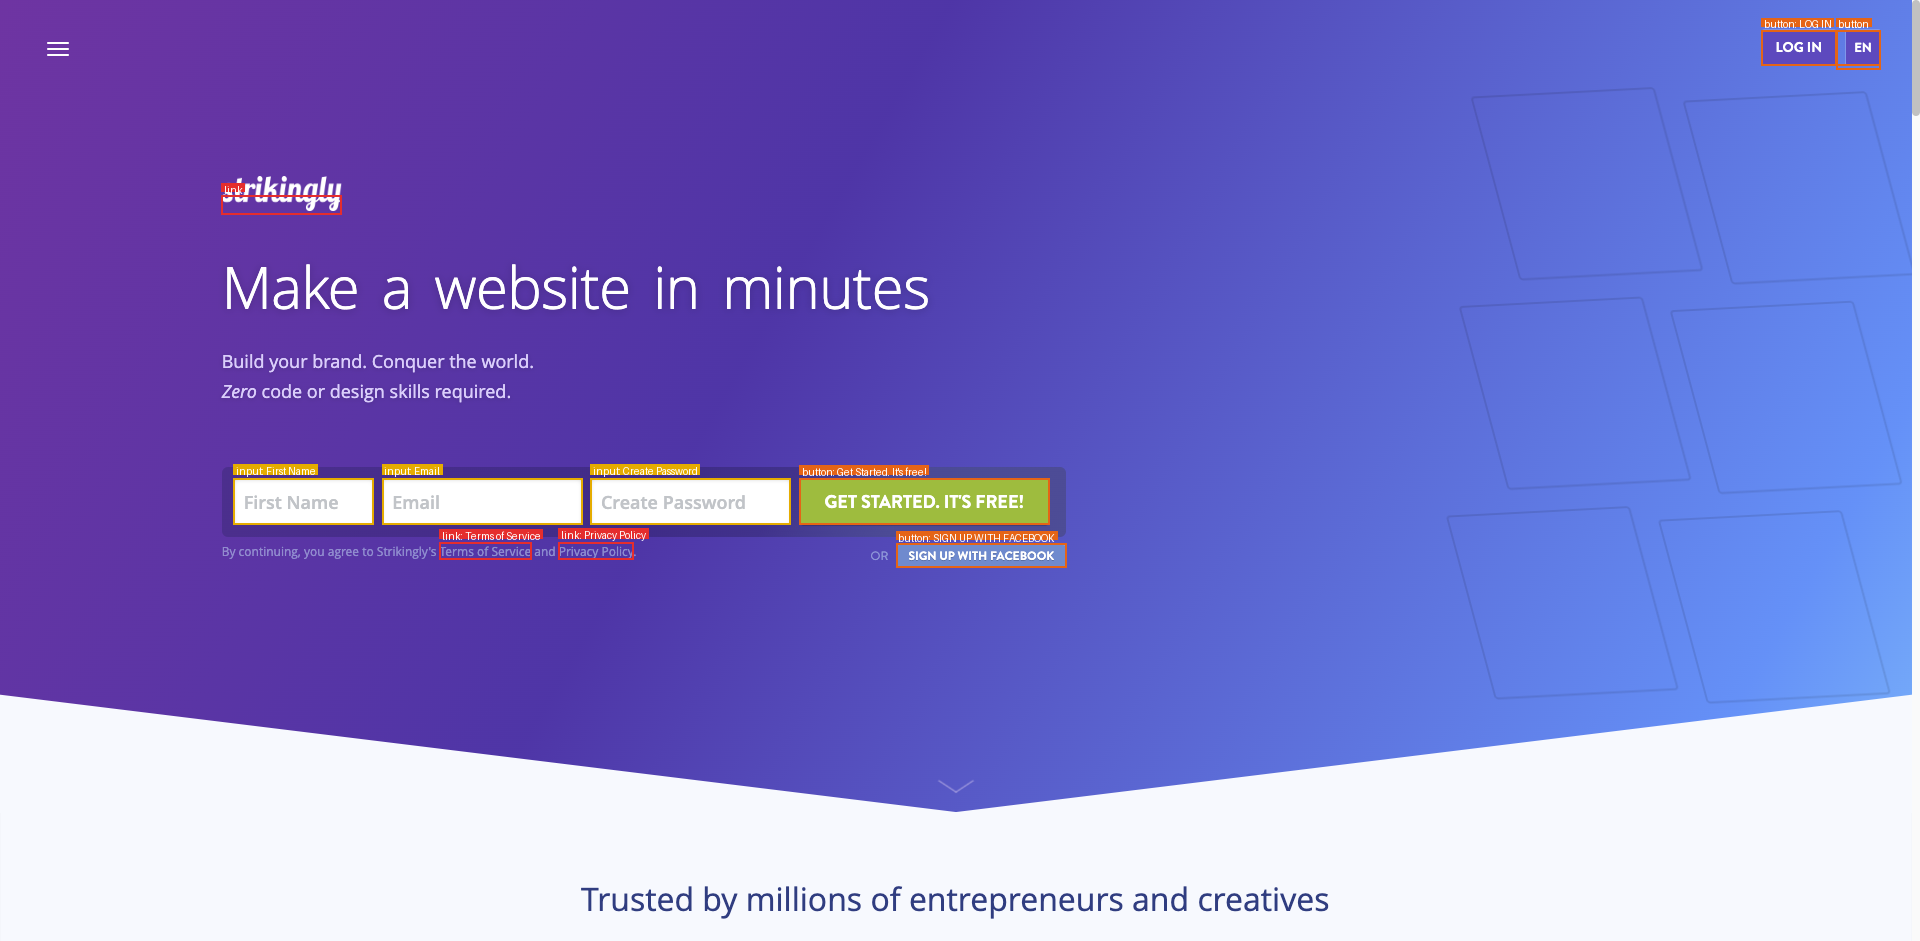 button: LOG IN button
LOG IN EN
link
strikingly
Make a website in minutes
Build your brand. Conquer the world.
Zero code or design skills required.
input: First Name input: Email input: Create Password button: Get Started. It's free!
First Name Email Create Password GET STARTED. IT'S FREE!
link: Terms of Service link: Privacy Policy button: SIGN UP WITH FACEBOOK
By continuing, you agree to Strikingly's Terms of Service and Privacy Policy. OR SIGN UP WITH FACEBOOK
Trusted by millions of entrepreneurs and creatives